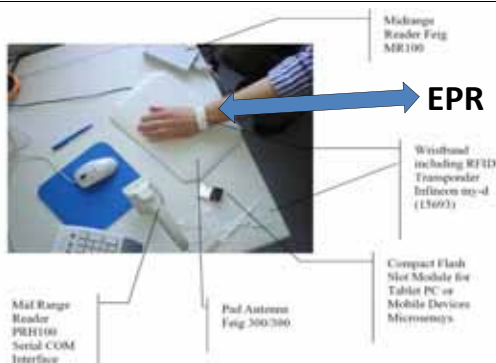 Midrange
Reader Feig
MR100
EPR
Wristband
including RFID
Transponder
Infineon my-d
(15693)
Compact Flash
Slot Module for
Tablet PC or
Mobile Devices
Microsensys
Pad Antenna
Feig 300/300
Mid Range
Reader
PRH100
Serial COM
Interface